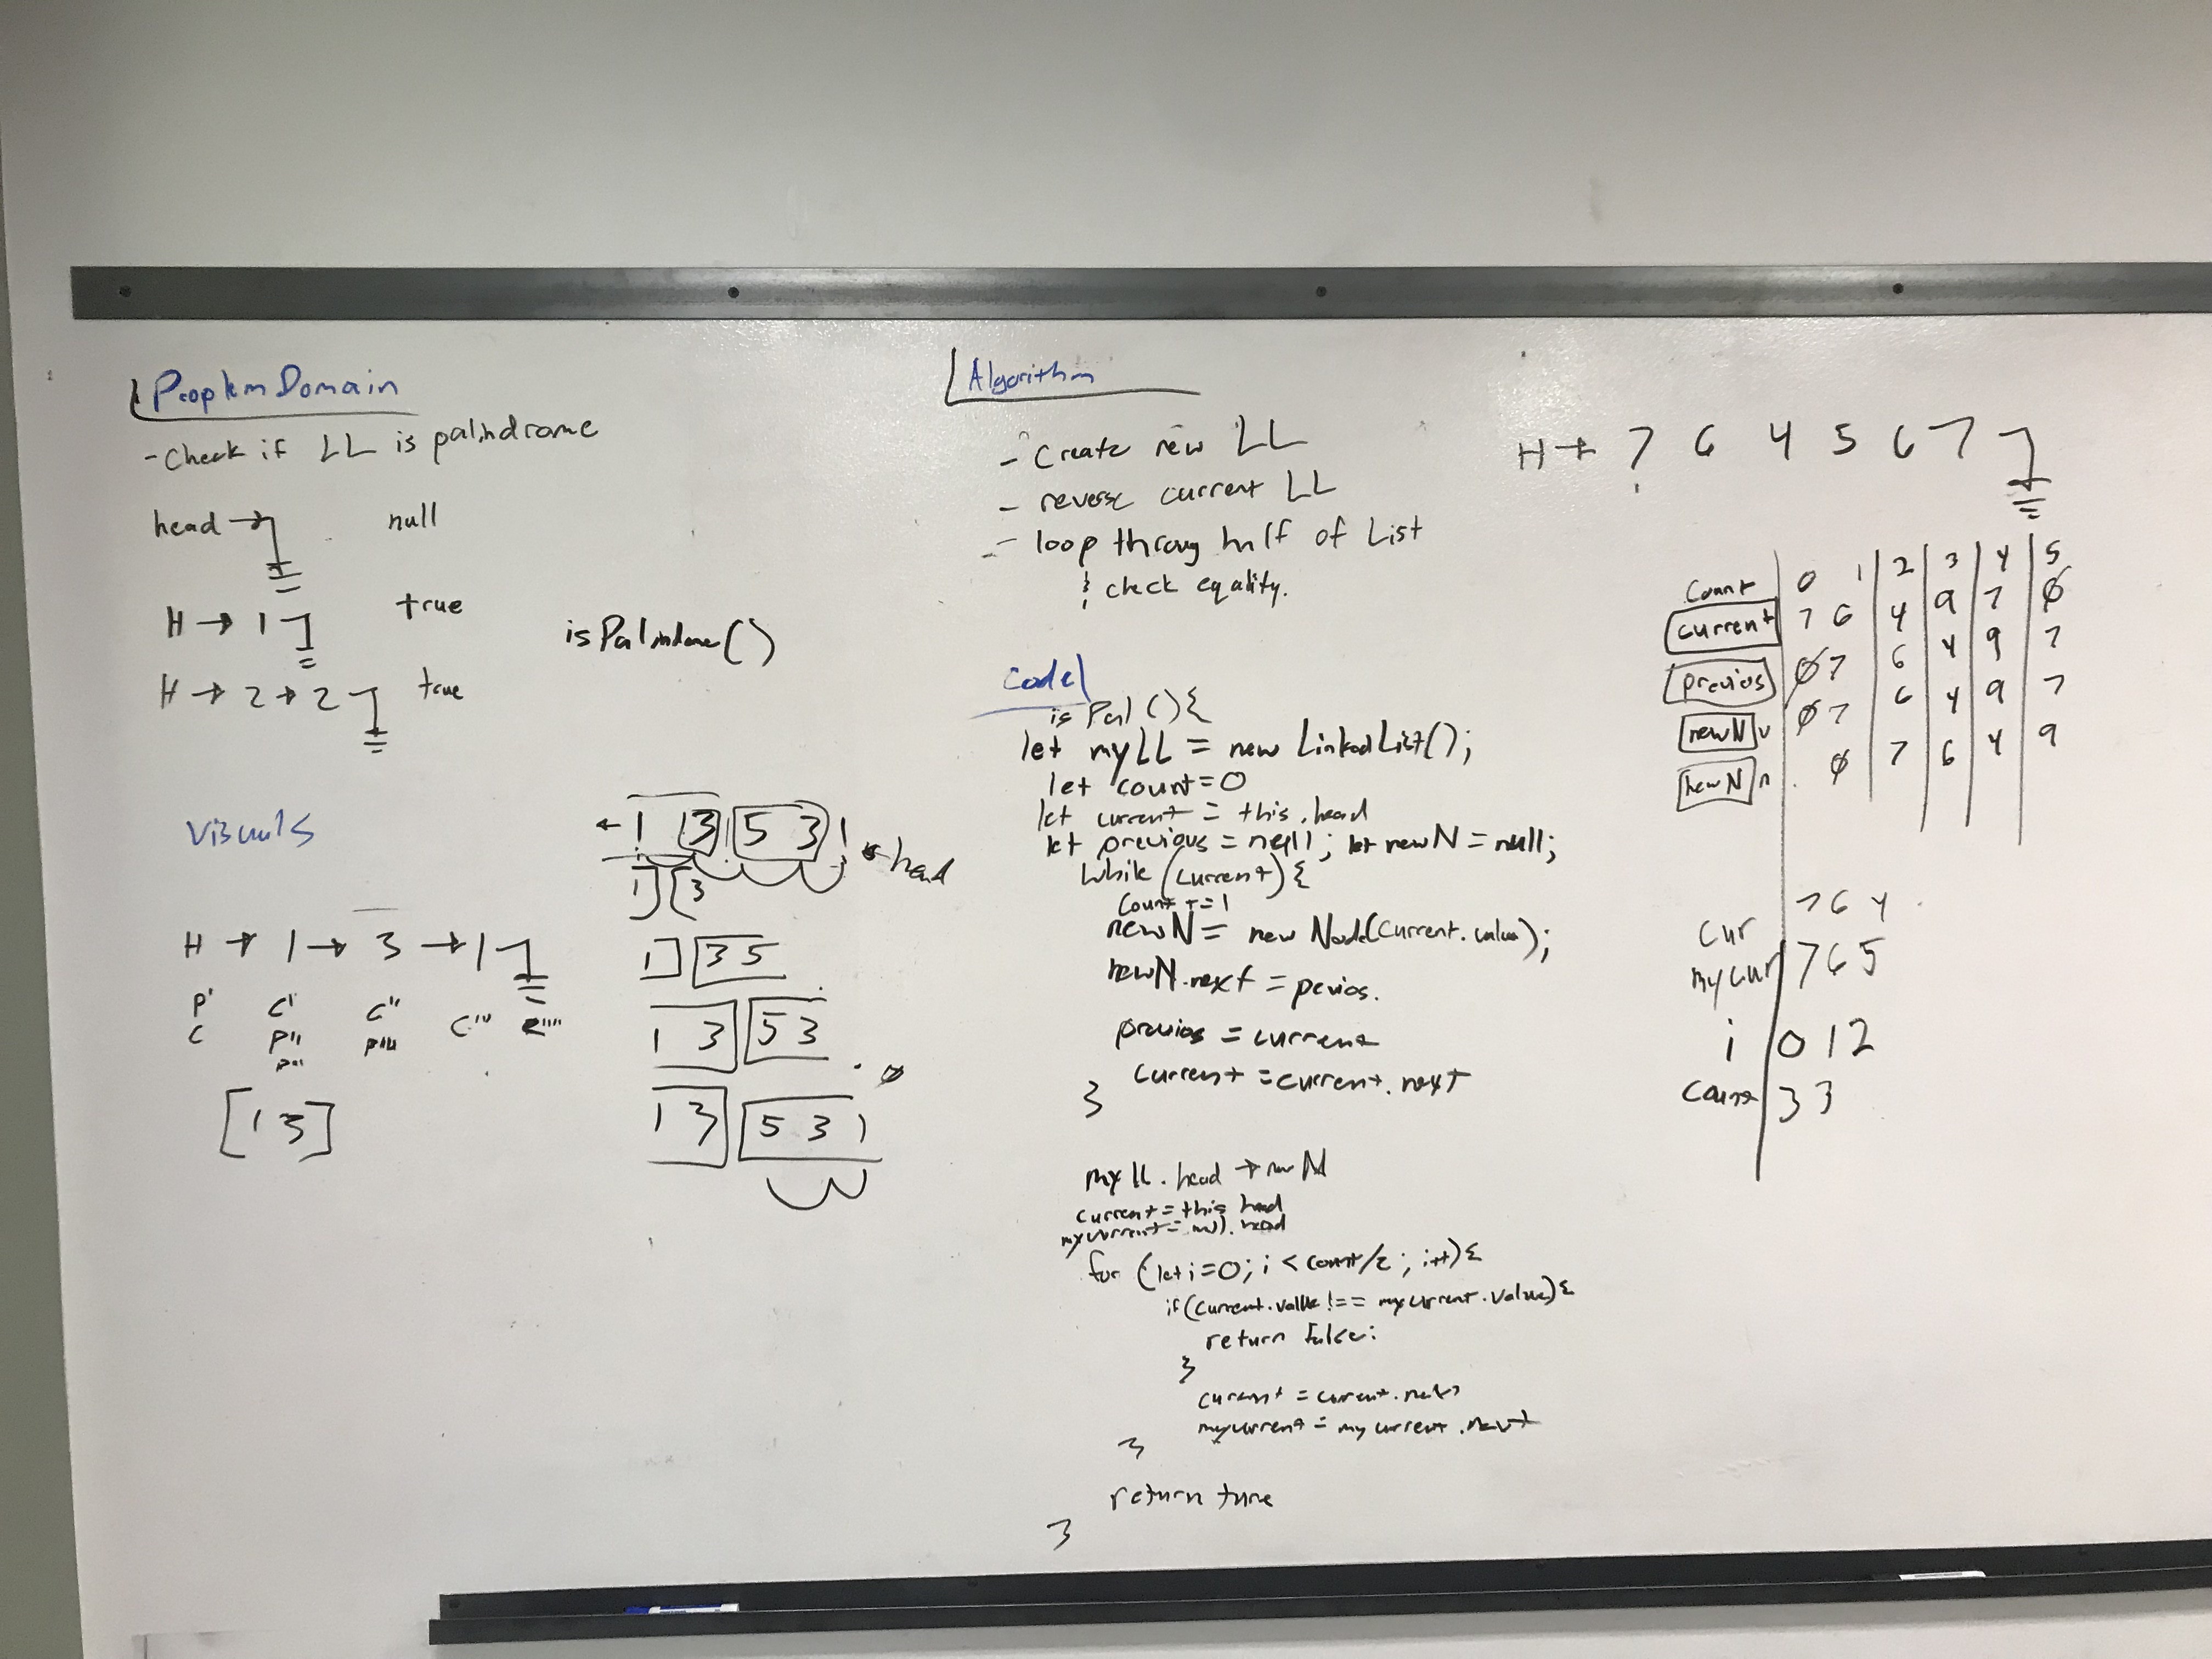 Problem Domain
- Check if LL is palindrome
head → null
H → 1 true
H → 2 → 2 true
isPalindrome()
Visuals
H → 1 → 3 → 1
P' C' C''
C P'' P''' C''' C''''
P'''
[1 3]
← 1 3 5 3 1 ← head
1] [3
1] [3 5
1 3] [5 3
1 3] [5 3 1
Algorithm
- Create new LL
- reverse current LL
- loop throug half of List
& check equality.
Code
isPal(){
let myLL = new LinkedList();
let count=0
let current = this.head
let previous = null; let newN = null;
while (current){
count += 1
newN = new Node(current.value);
newN.next = pevios.
previos = current
current = current.next
}
myll.head → newN
current = this head
mycurrent = myll.head
for (let i=0; i < count/2; i++){
if(current.value !== mycurrent.value){
return false;
}
current = current.next
mycurrent = mycurrent.next
}
return true
}
H → 7 6 4 5 6 7
Count 0 1 2 3 4 5
current 7 6 4 9 7 ∅
previos ∅ 7 6 4 9 7
newN v ∅ 7 6 4 9 7
newN n ∅ 7 6 4 9
cur 7 6 4
mycur 7 6 5
i 0 1 2
count 3 3